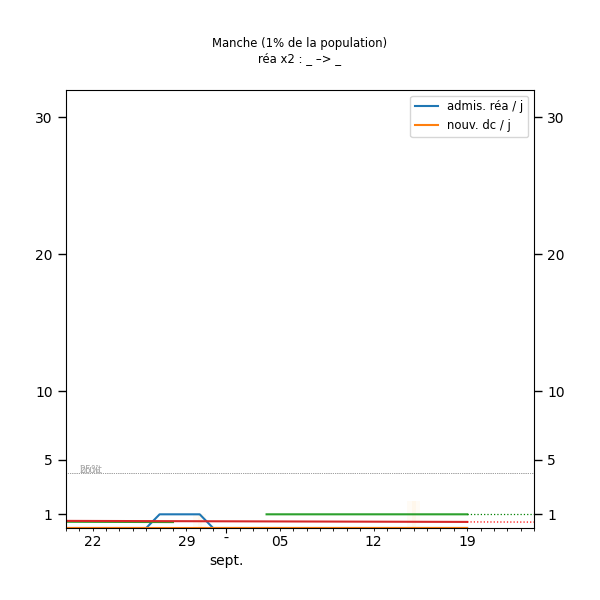 Manche (1% de la population)
réa x2 : _ –> _
admis. réa / j
nouv. dc / j
30 30
20 20
10 10
5 5
1 1
22 29 - 05 12 19
sept.